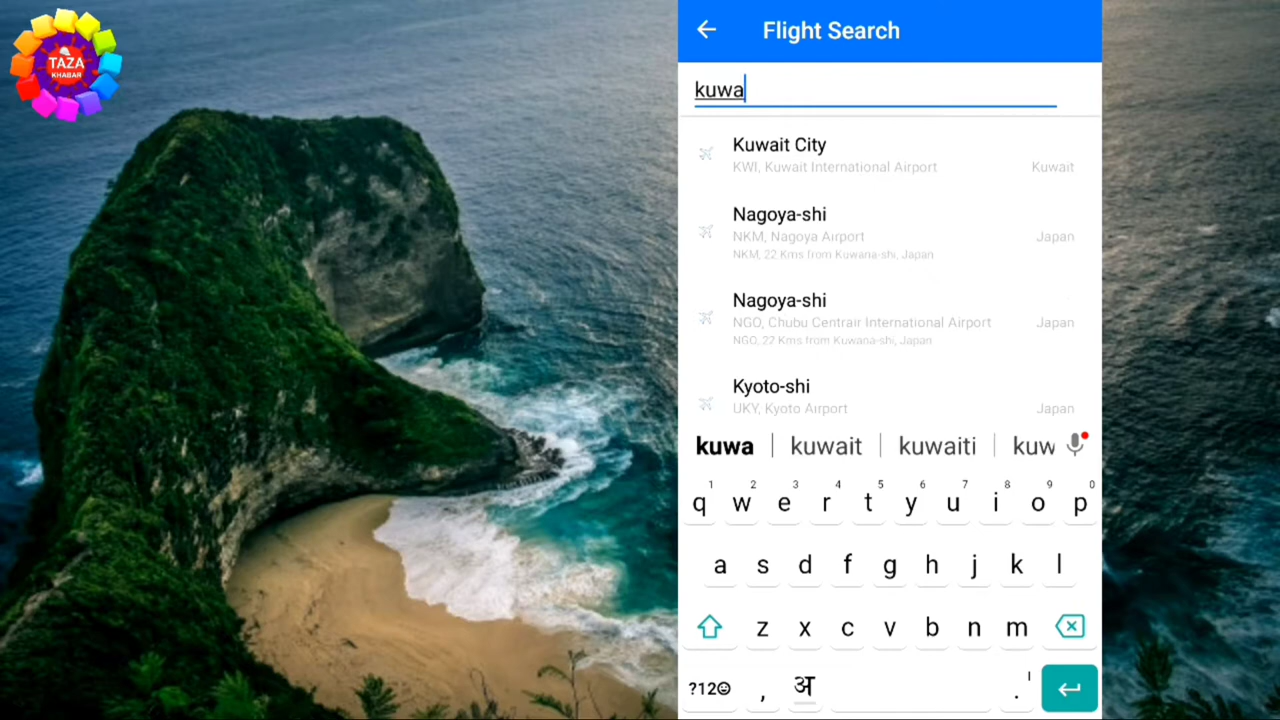 TAZA
KHABAR
Flight Search
kuwa
Kuwait City
KWI, Kuwait International Airport
Kuwait
Nagoya-shi
NKM, Nagoya Airport
Japan
NKM, 22 Kms from Kuwana-shi, Japan
Nagoya-shi
NGO, Chubu Centrair International Airport
Japan
NGO, 22 Kms from Kuwana-shi, Japan
Kyoto-shi
UKY, Kyoto Airport
Japan
kuwa kuwait kuwaiti kuw
1 2 3 4 5 6 7 8 9 0
q w e r t y u i o p
a s d f g h j k l
z x c v b n m
?12 , अ .